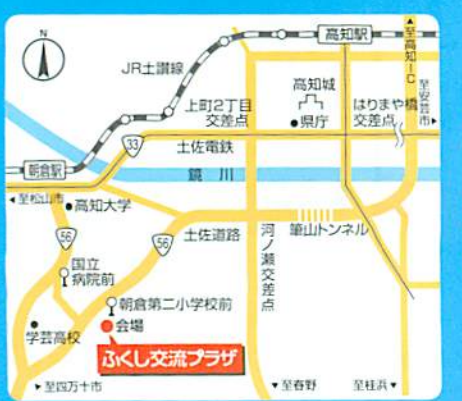 N
高知駅
▲至高知IC
JR土讃線
高知城
至安芸市▶
上町2丁目
交差点
●県庁
はりまや橋
交差点
33
土佐電鉄
朝倉駅
鏡川
◀至松山市
●高知大学
56
56
土佐道路
筆山トンネル
河ノ瀬交差点
国立
病院前
朝倉第二小学校前
●会場
学芸高校
ふくし交流プラザ
▶至四万十市
▼至春野
至桂浜▼